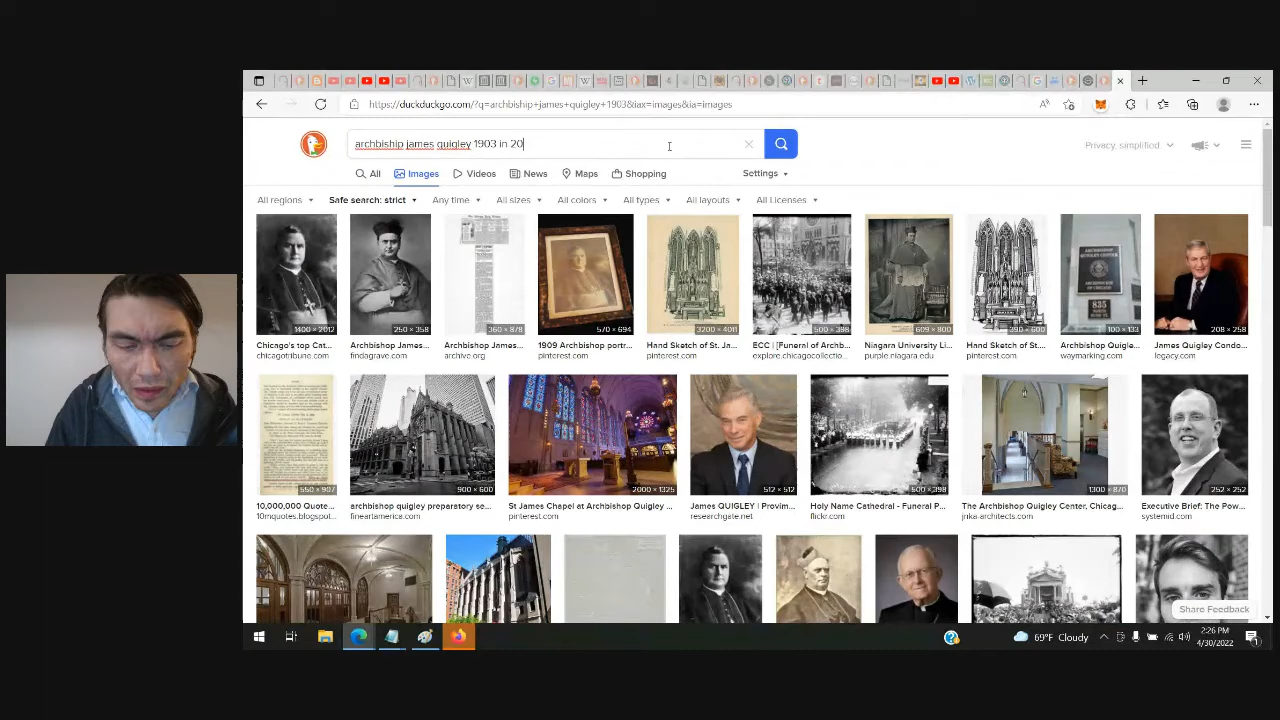 https://duckduckgo.com/?q=archbiship+james+quigley+1903&iax=images&ia=images
archbiship james quigley 1903 in 20
Privacy, simplified
All Images Videos News Maps Shopping Settings
All regions Safe search: strict Any time All sizes All colors All types All layouts All Licenses
1400 × 2012 250 × 358 360 × 878 570 × 694 3200 × 4011 500 × 398 609 × 800 390 × 600 100 × 133 208 × 258
Chicago's top Cat... Archbishop James... Archbishop Jame... 1909 Archbishop portr... Hand Sketch of St. Ja... ECC | [Funeral of Archb... Niagara University Li... Hand Sketch of St.... Archbishop Quigle... James Quigley Condo...
chicagotribune.com findagrave.com archive.org pinterest.com pinterest.com explore.chicagocollectio... purple.niagara.edu pinterest.com waymarking.com legacy.com
ARCHBISHOP
QUIGLEY CENTER
835
550 × 907 900 × 600 2000 × 1325 512 × 512 500 × 398 1300 × 870 252 × 252
10,000,000 Quote... archbishop quigley preparatory se... St James Chapel at Archbishop Quigley ... James QUIGLEY | Provim... Holy Name Cathedral - Funeral P... The Archbishop Quigley Center, Chicag... Executive Brief: The Pow...
10mquotes.blogspot... fineartamerica.com pinterest.com researchgate.net flickr.com jnka-architects.com systemid.com
Share Feedback
69°F Cloudy
2:26 PM
4/30/2022